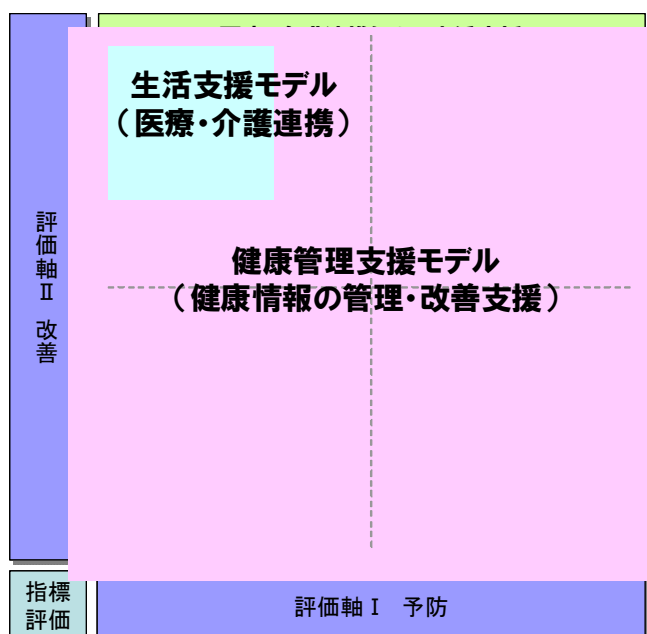 生活支援モデル
（医療・介護連携）
評価軸Ⅱ 改善
健康管理支援モデル
（健康情報の管理・改善支援）
指標
評価
評価軸Ⅰ 予防